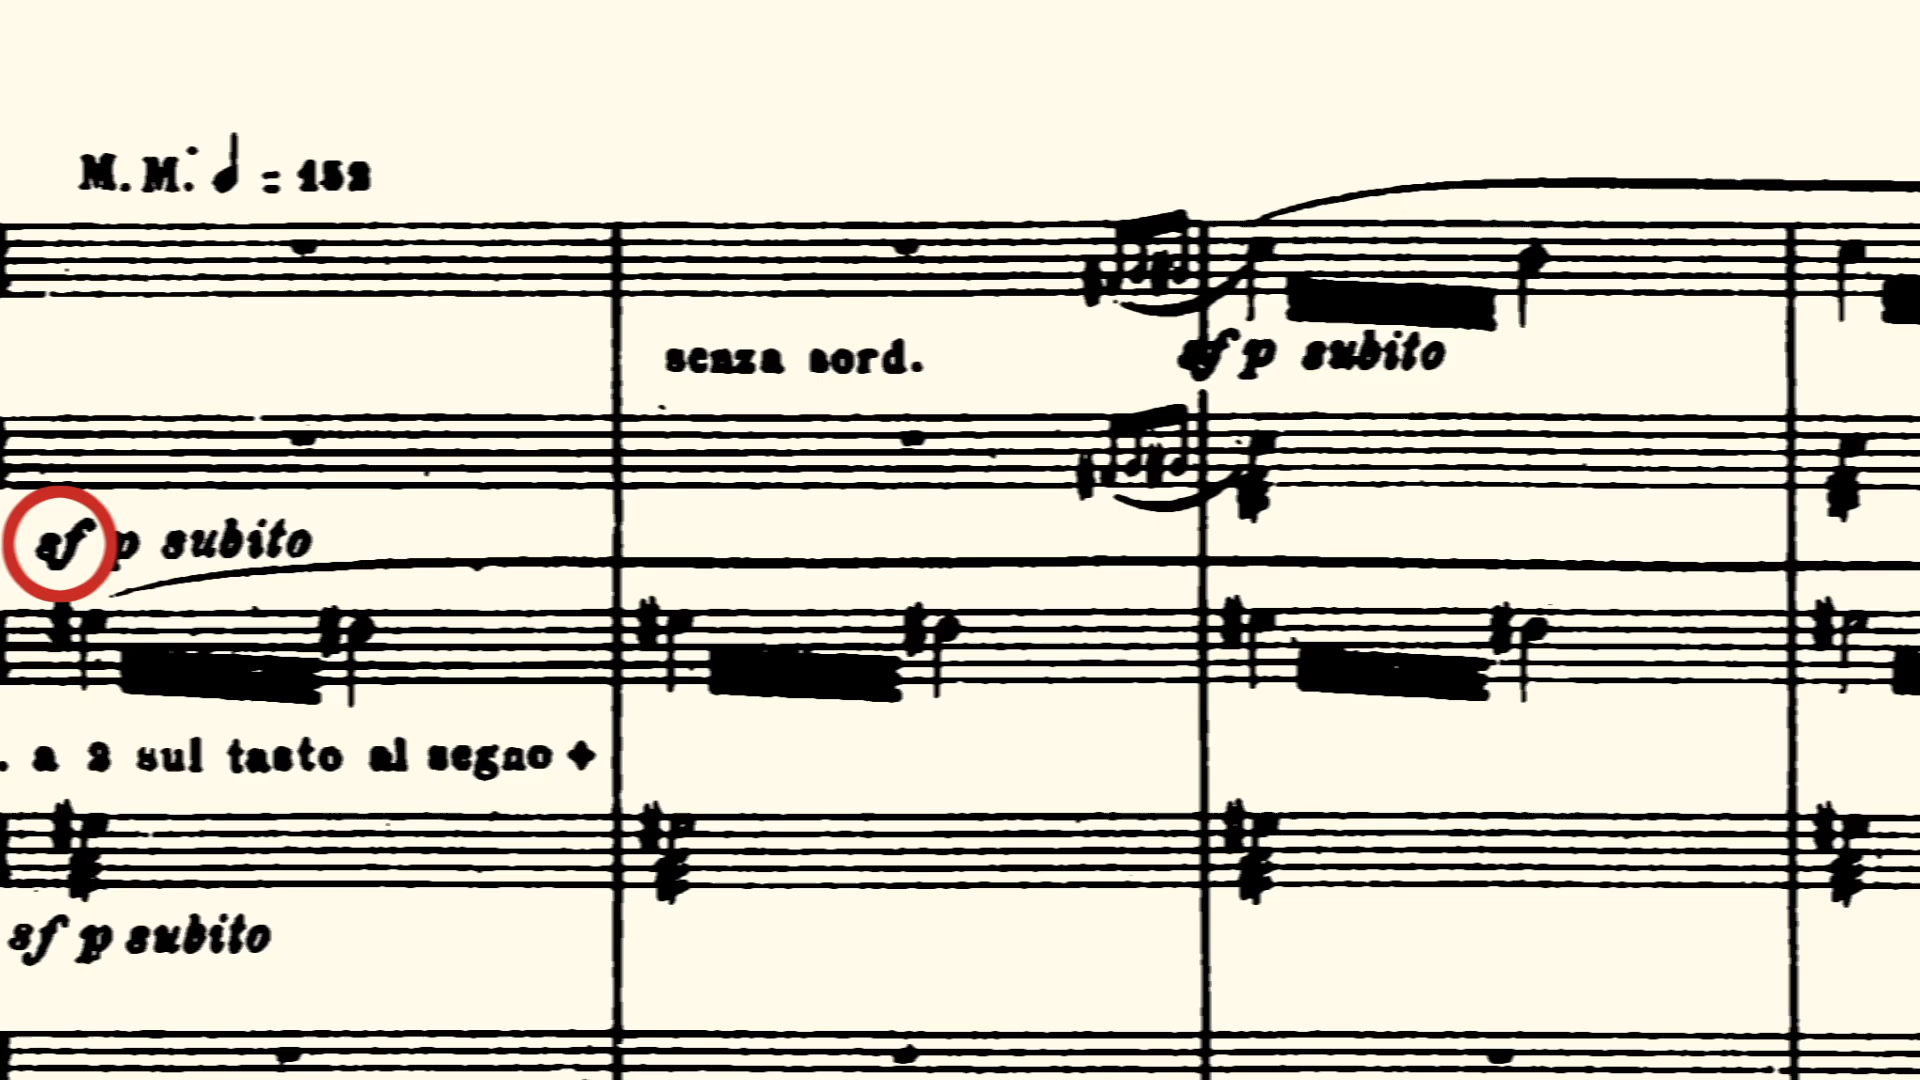 M. M. ♩ = 152
senza sord.
sf p subito
sf p subito
. a 2 sul tasto al segno ✦
sf p subito